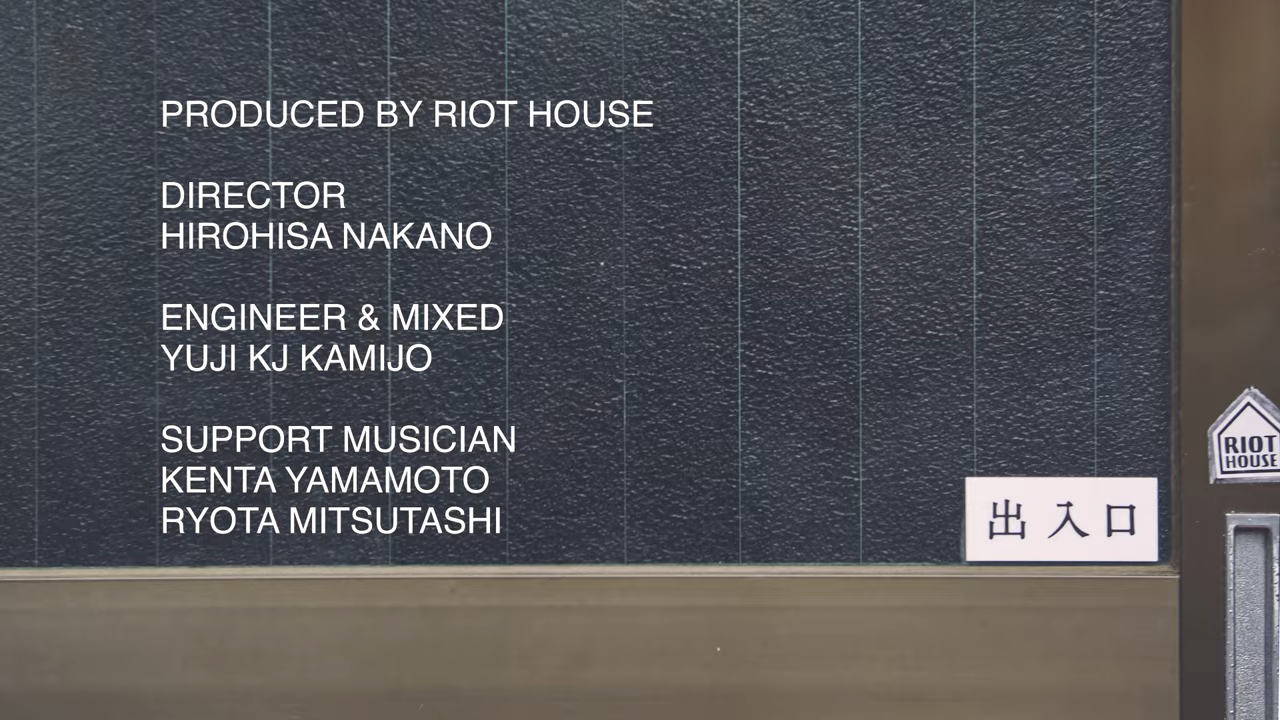 PRODUCED BY RIOT HOUSE
DIRECTOR
HIROHISA NAKANO
ENGINEER & MIXED
YUJI KJ KAMIJO
SUPPORT MUSICIAN
KENTA YAMAMOTO
RYOTA MITSUTASHI
出入口
RIOT
HOUSE